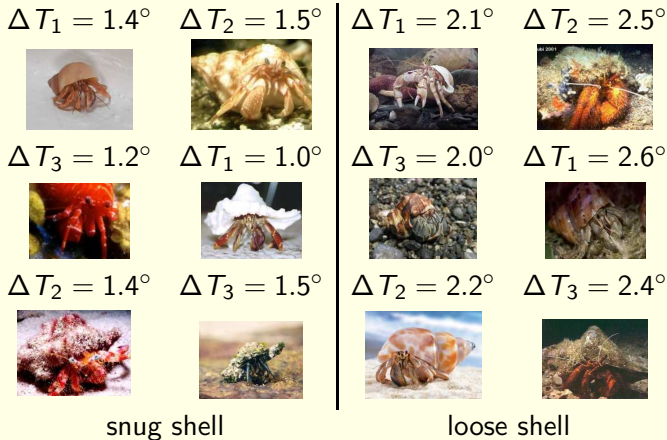 ΔT₁ = 1.4° ΔT₂ = 1.5° ΔT₁ = 2.1° ΔT₂ = 2.5°
2001
ΔT₃ = 1.2° ΔT₁ = 1.0° ΔT₃ = 2.0° ΔT₁ = 2.6°
ΔT₂ = 1.4° ΔT₃ = 1.5° ΔT₂ = 2.2° ΔT₃ = 2.4°
snug shell loose shell